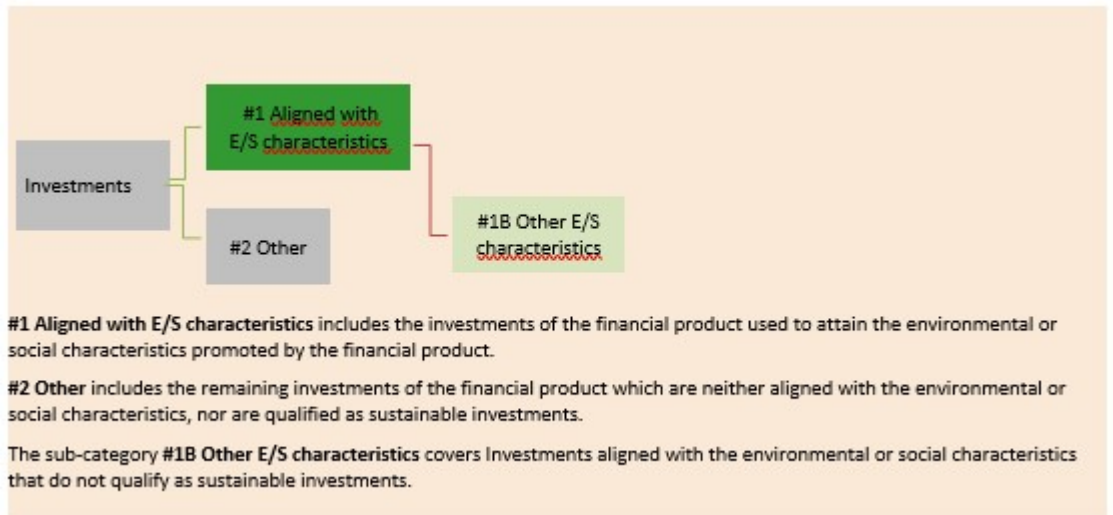 #1 Aligned with
E/S characteristics
Investments
#1B Other E/S
characteristics
#2 Other
#1 Aligned with E/S characteristics includes the investments of the financial product used to attain the environmental or
social characteristics promoted by the financial product.
#2 Other includes the remaining investments of the financial product which are neither aligned with the environmental or
social characteristics, nor are qualified as sustainable investments.
The sub-category #1B Other E/S characteristics covers Investments aligned with the environmental or social characteristics
that do not qualify as sustainable investments.